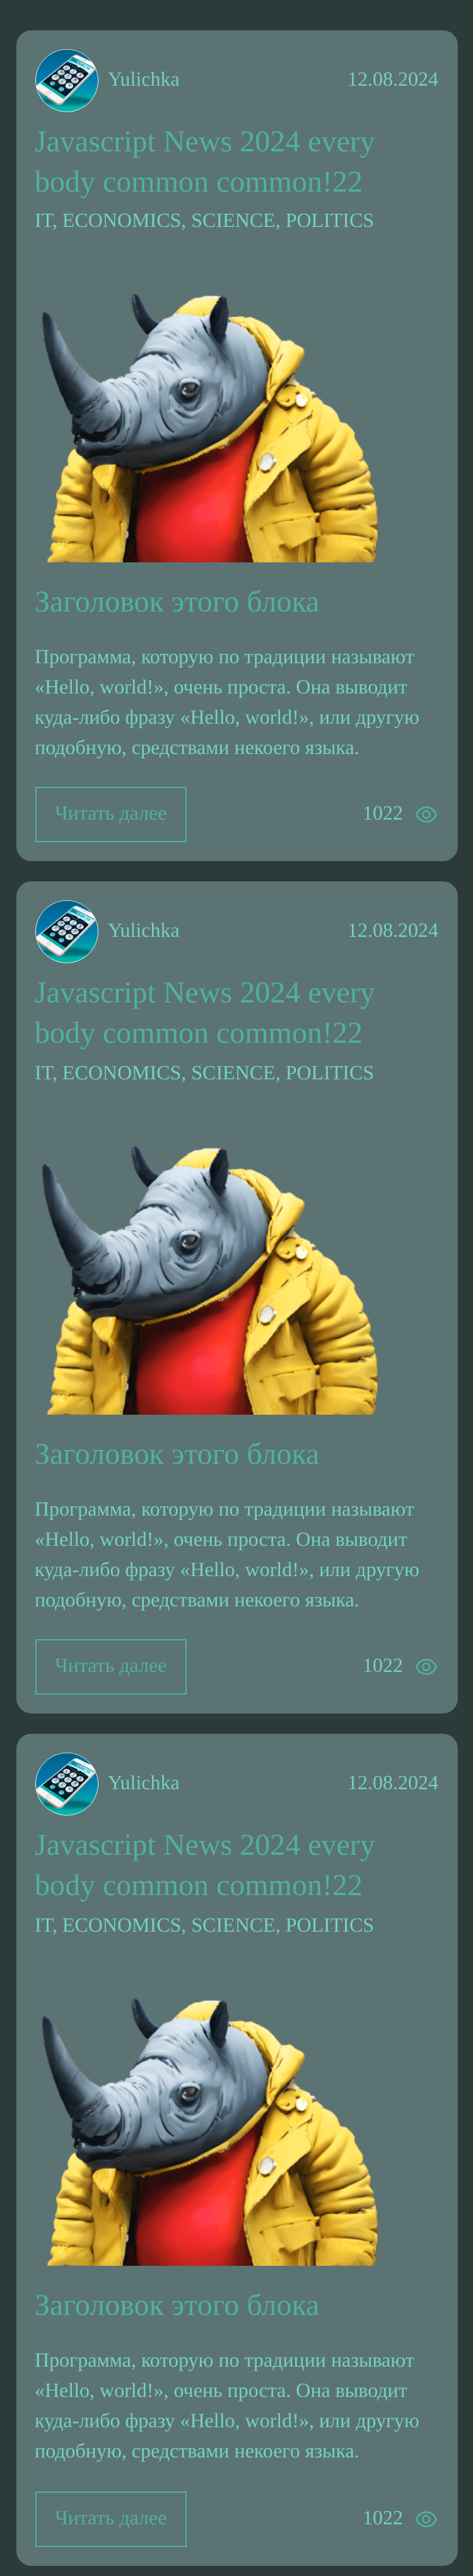 Yulichka 12.08.2024
Javascript News 2024 every
body common common!22
IT, ECONOMICS, SCIENCE, POLITICS
Заголовок этого блока
Программа, которую по традиции называют
«Hello, world!», очень проста. Она выводит
куда-либо фразу «Hello, world!», или другую
подобную, средствами некоего языка.
Читать далее 1022
Yulichka 12.08.2024
Javascript News 2024 every
body common common!22
IT, ECONOMICS, SCIENCE, POLITICS
Заголовок этого блока
Программа, которую по традиции называют
«Hello, world!», очень проста. Она выводит
куда-либо фразу «Hello, world!», или другую
подобную, средствами некоего языка.
Читать далее 1022
Yulichka 12.08.2024
Javascript News 2024 every
body common common!22
IT, ECONOMICS, SCIENCE, POLITICS
Заголовок этого блока
Программа, которую по традиции называют
«Hello, world!», очень проста. Она выводит
куда-либо фразу «Hello, world!», или другую
подобную, средствами некоего языка.
Читать далее 1022